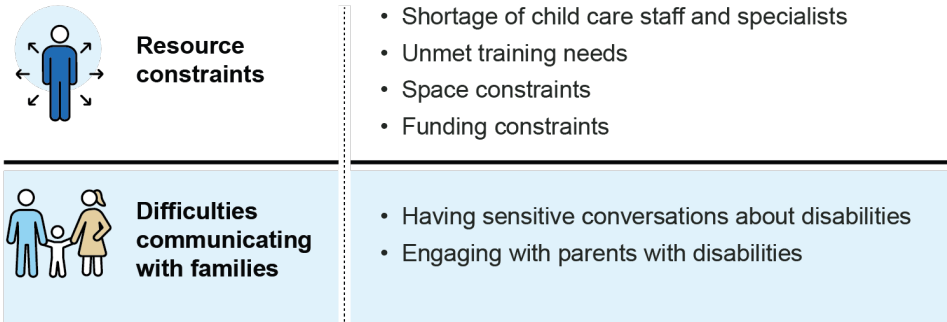 Resource
constraints
• Shortage of child care staff and specialists
• Unmet training needs
• Space constraints
• Funding constraints
Difficulties
communicating
with families
• Having sensitive conversations about disabilities
• Engaging with parents with disabilities